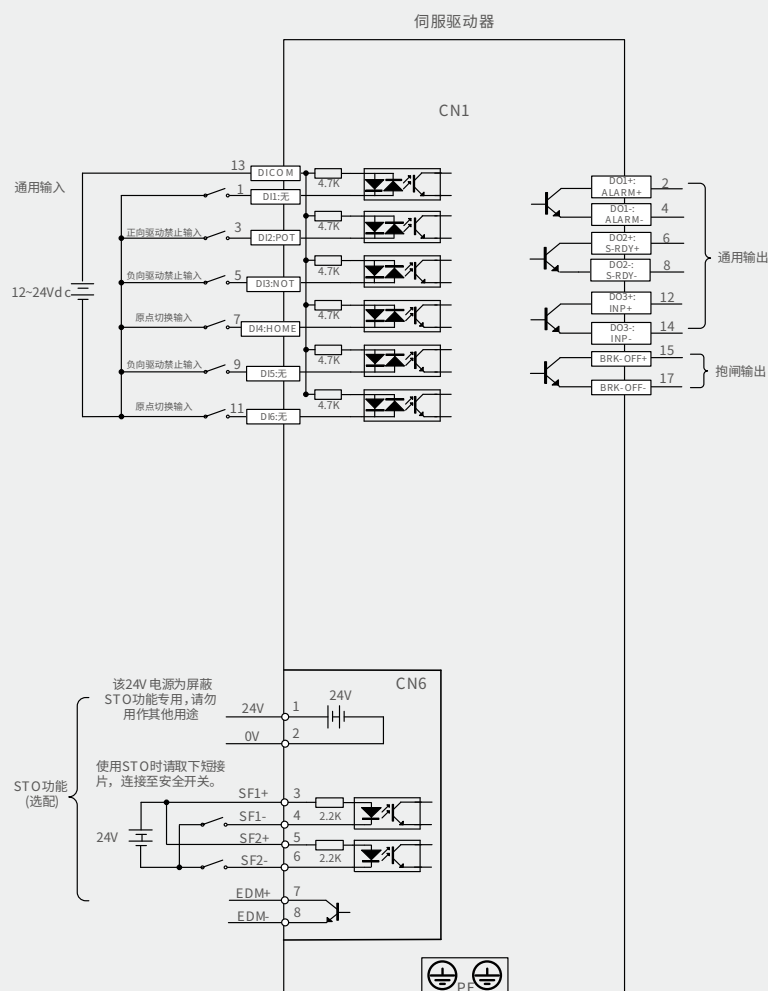 伺服驱动器
CN1
通用输入
13
DICOM
4.7K
1
DI1:无
正向驱动禁止输入
3
DI2:POT
4.7K
负向驱动禁止输入
5
DI3:NOT
4.7K
12~24Vdc
原点切换输入
7
DI4:HOME
4.7K
负向驱动禁止输入
9
DI5:无
4.7K
原点切换输入
11
DI6:无
4.7K
DO1+:
ALARM+
2
DO1-:
ALARM-
4
DO2+:
S-RDY+
6
DO2-:
S-RDY-
8
通用输出
DO3+:
INP+
12
DO3-:
INP-
14
BRK-OFF+
15
BRK-OFF-
17
抱闸输出
CN6
该24V电源为屏蔽
STO功能专用,请勿
用作其他用途
24V
1
24V
0V
2
使用STO时请取下短接
片，连接至安全开关。
STO功能
(选配)
24V
SF1+
3
2.2K
SF1-
4
SF2+
5
2.2K
SF2-
6
EDM+
7
EDM-
8
PE